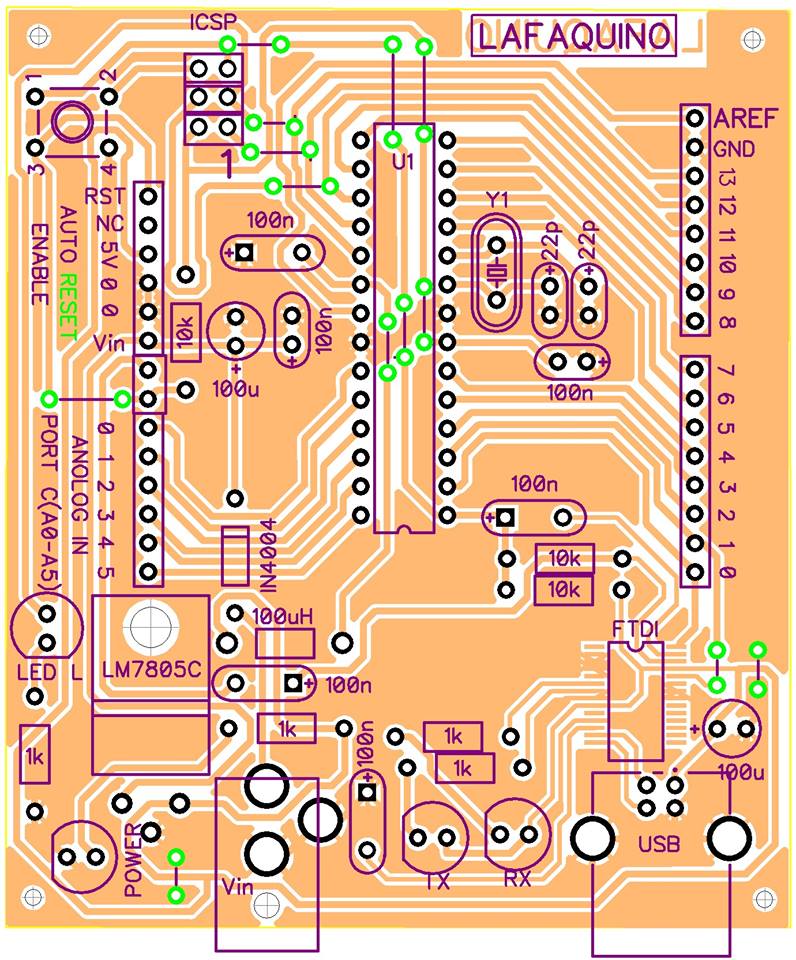 ICSP
LAFAQUINO
1
2
3
4
1
U1
AREF
GND
13
12
11
10
9
8
RST
NC
5V
0
0
Vin
AUTO RESET
ENABLE
100n
Y1
+22p
+22p
10k
100u
100n
100n
7
6
5
4
3
2
1
0
0
1
2
3
4
5
ANOLOG IN
PORT C(A0-A5)
100n
10k
10k
IN4004
100uH
FTDI
LED L
LM7805C
100n
1k
1k
1k
1k
100n
100u
USB
POWER
Vin
TX
RX